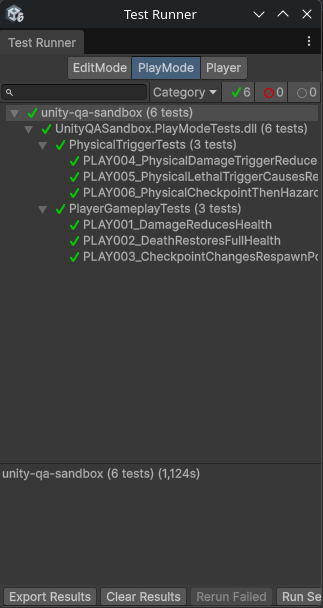 Test Runner
Test Runner
EditMode PlayMode Player
Category 6 0 0
unity-qa-sandbox (6 tests)
UnityQASandbox.PlayModeTests.dll (6 tests)
PhysicalTriggerTests (3 tests)
PLAY004_PhysicalDamageTriggerReduce
PLAY005_PhysicalLethalTriggerCausesRe
PLAY006_PhysicalCheckpointThenHazard
PlayerGameplayTests (3 tests)
PLAY001_DamageReducesHealth
PLAY002_DeathRestoresFullHealth
PLAY003_CheckpointChangesRespawnPo
unity-qa-sandbox (6 tests) (1,124s)
Export Results Clear Results Rerun Failed Run Se